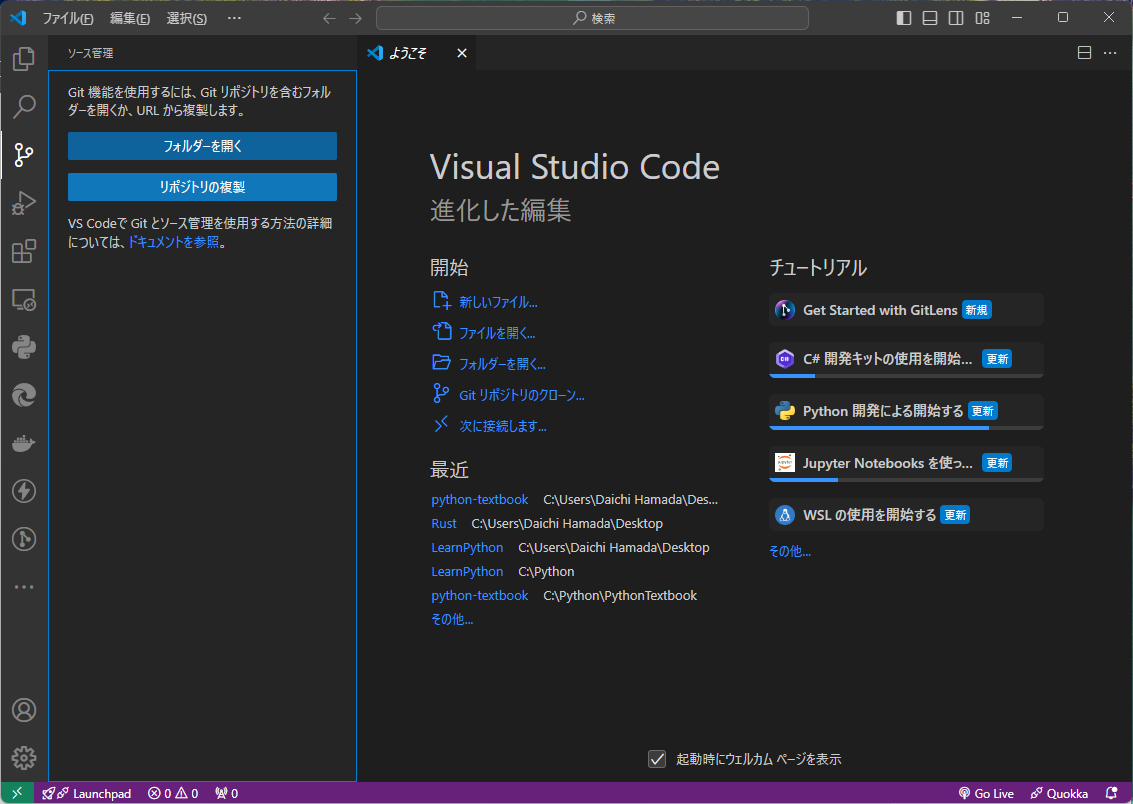 ファイル(F) 編集(E) 選択(S) ··· 検索
ソース管理
ようこそ
Git 機能を使用するには、Git リポジトリを含むフォル
ダーを開くか、URL から複製します。
フォルダーを開く
リポジトリの複製
VS Codeで Git とソース管理を使用する方法の詳細
については、ドキュメントを参照。
Visual Studio Code
進化した編集
開始
新しいファイル...
ファイルを開く...
フォルダーを開く...
Git リポジトリのクローン...
次に接続します...
最近
python-textbook C:\Users\Daichi Hamada\Des...
Rust C:\Users\Daichi Hamada\Desktop
LearnPython C:\Users\Daichi Hamada\Desktop
LearnPython C:\Python
python-textbook C:\Python\PythonTextbook
その他...
チュートリアル
Get Started with GitLens 新規
C# 開発キットの使用を開始... 更新
Python 開発による開始する 更新
Jupyter Notebooks を使っ... 更新
WSL の使用を開始する 更新
その他...
起動時にウェルカム ページを表示
Launchpad 0 0 0 Go Live Quokka